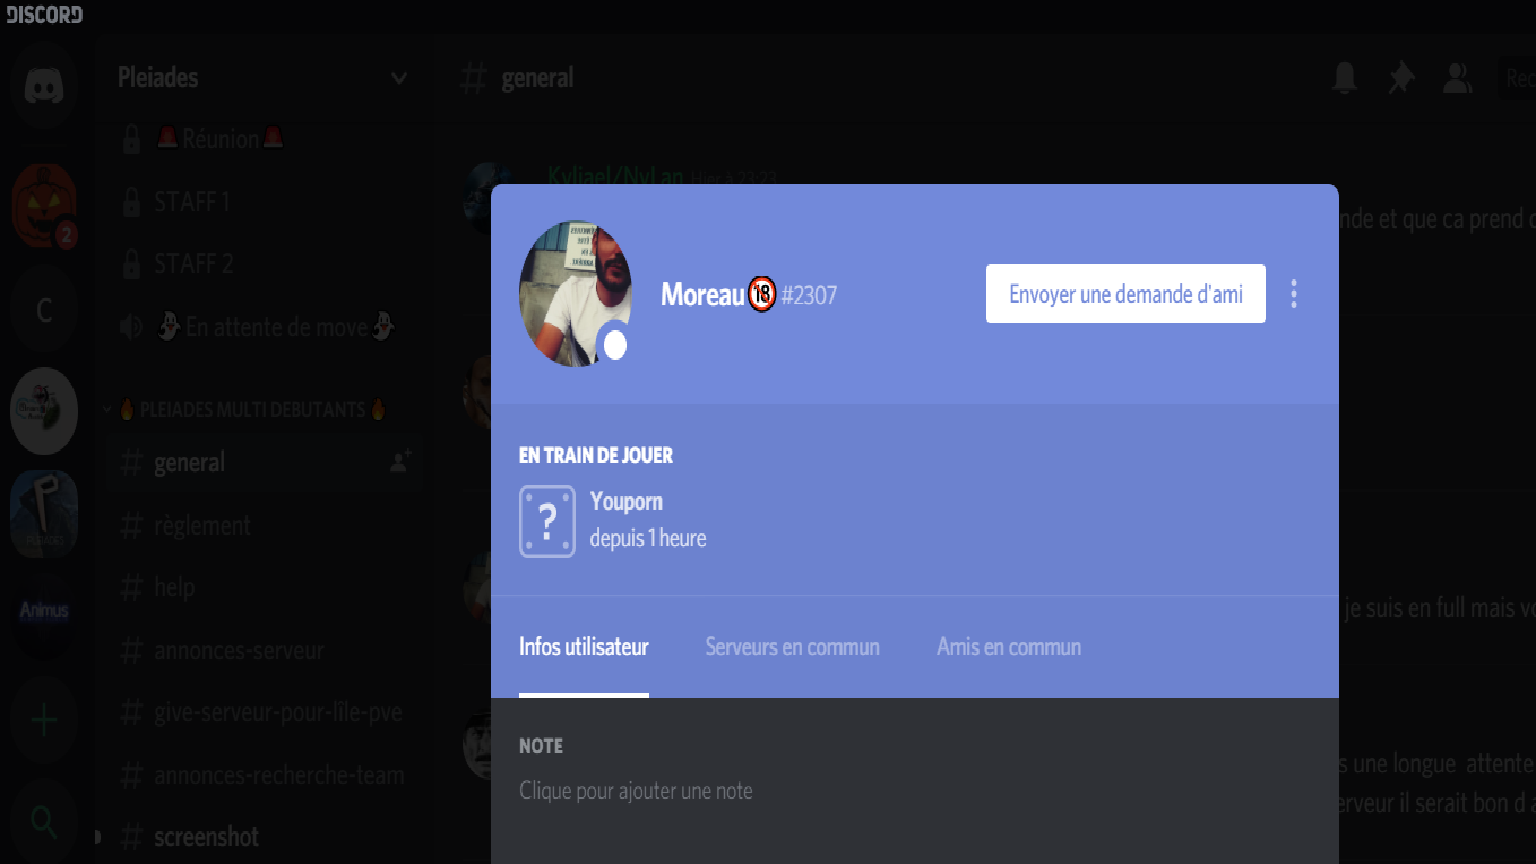 DISCORD
Pleiades
general
Rec
Réunion
STAFF 1
STAFF 2
En attente de move
PLEIADES MULTI DEBUTANTS
general
règlement
help
annonces-serveur
give-serveur-pour-lîle-pve
annonces-recherche-team
screenshot
2
C
PLEIADES
Animus
Kyliael/NyLan Hier à 23:23
nde et que ca prend d
Moreau🔞#2307
Envoyer une demande d'ami
EN TRAIN DE JOUER
?
Youporn
depuis 1 heure
Infos utilisateur
Serveurs en commun
Amis en commun
je suis en full mais vo
NOTE
Clique pour ajouter une note
s une longue attente
erveur il serait bon d a